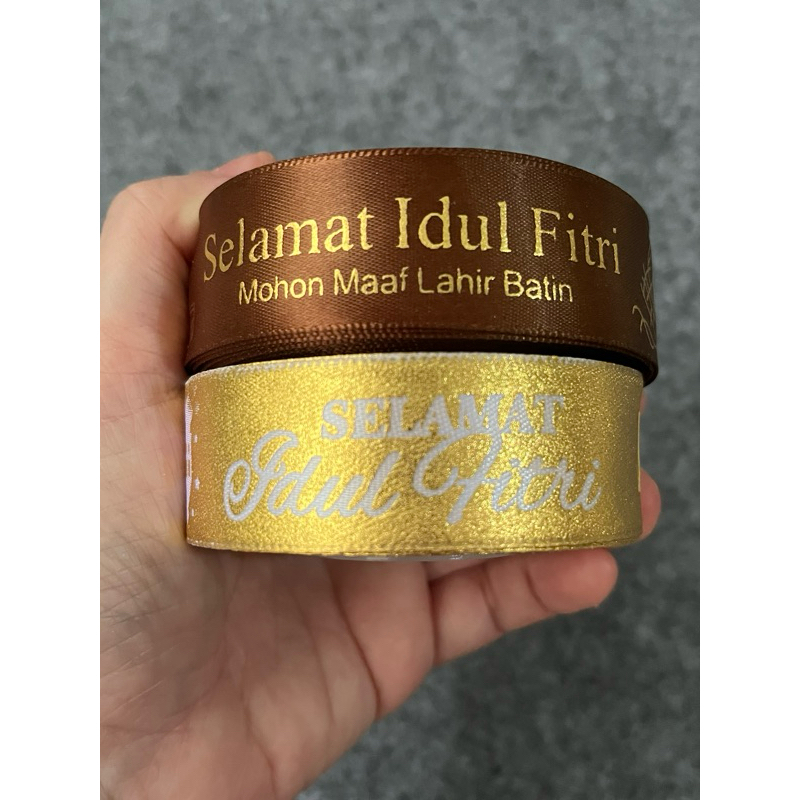 Selamat Idul Fitri
Mohon Maaf Lahir Batin
SELAMAT
Idul Fitri